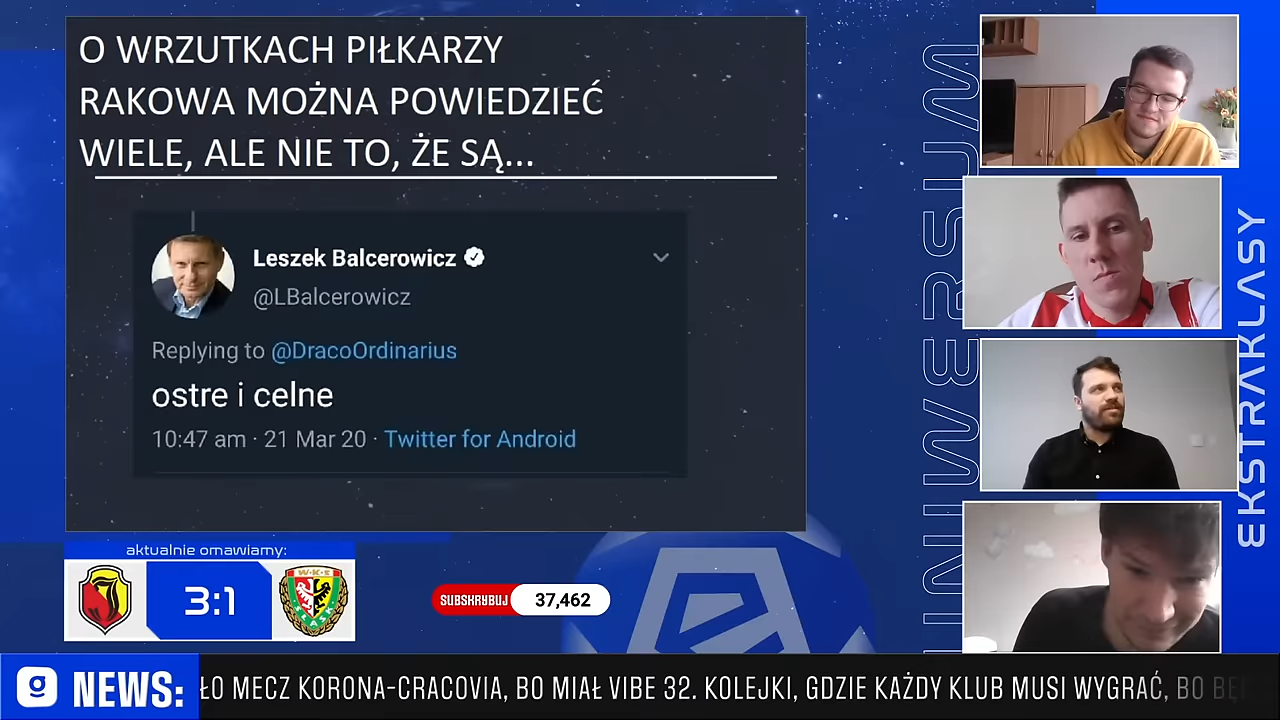 O WRZUTKACH PIŁKARZY
RAKOWA MOŻNA POWIEDZIEĆ
WIELE, ALE NIE TO, ŻE SĄ...
Leszek Balcerowicz
@LBalcerowicz
Replying to @DracoOrdinarius
ostre i celne
10:47 am · 21 Mar 20 · Twitter for Android
UNIWERSUM
EKSTRAKLASY
aktualnie omawiamy:
3:1
SUBSKRYBUJ 37,462
g NEWS: ŁO MECZ KORONA-CRACOVIA, BO MIAŁ VIBE 32. KOLEJKI, GDZIE KAŻDY KLUB MUSI WYGRAĆ, BO